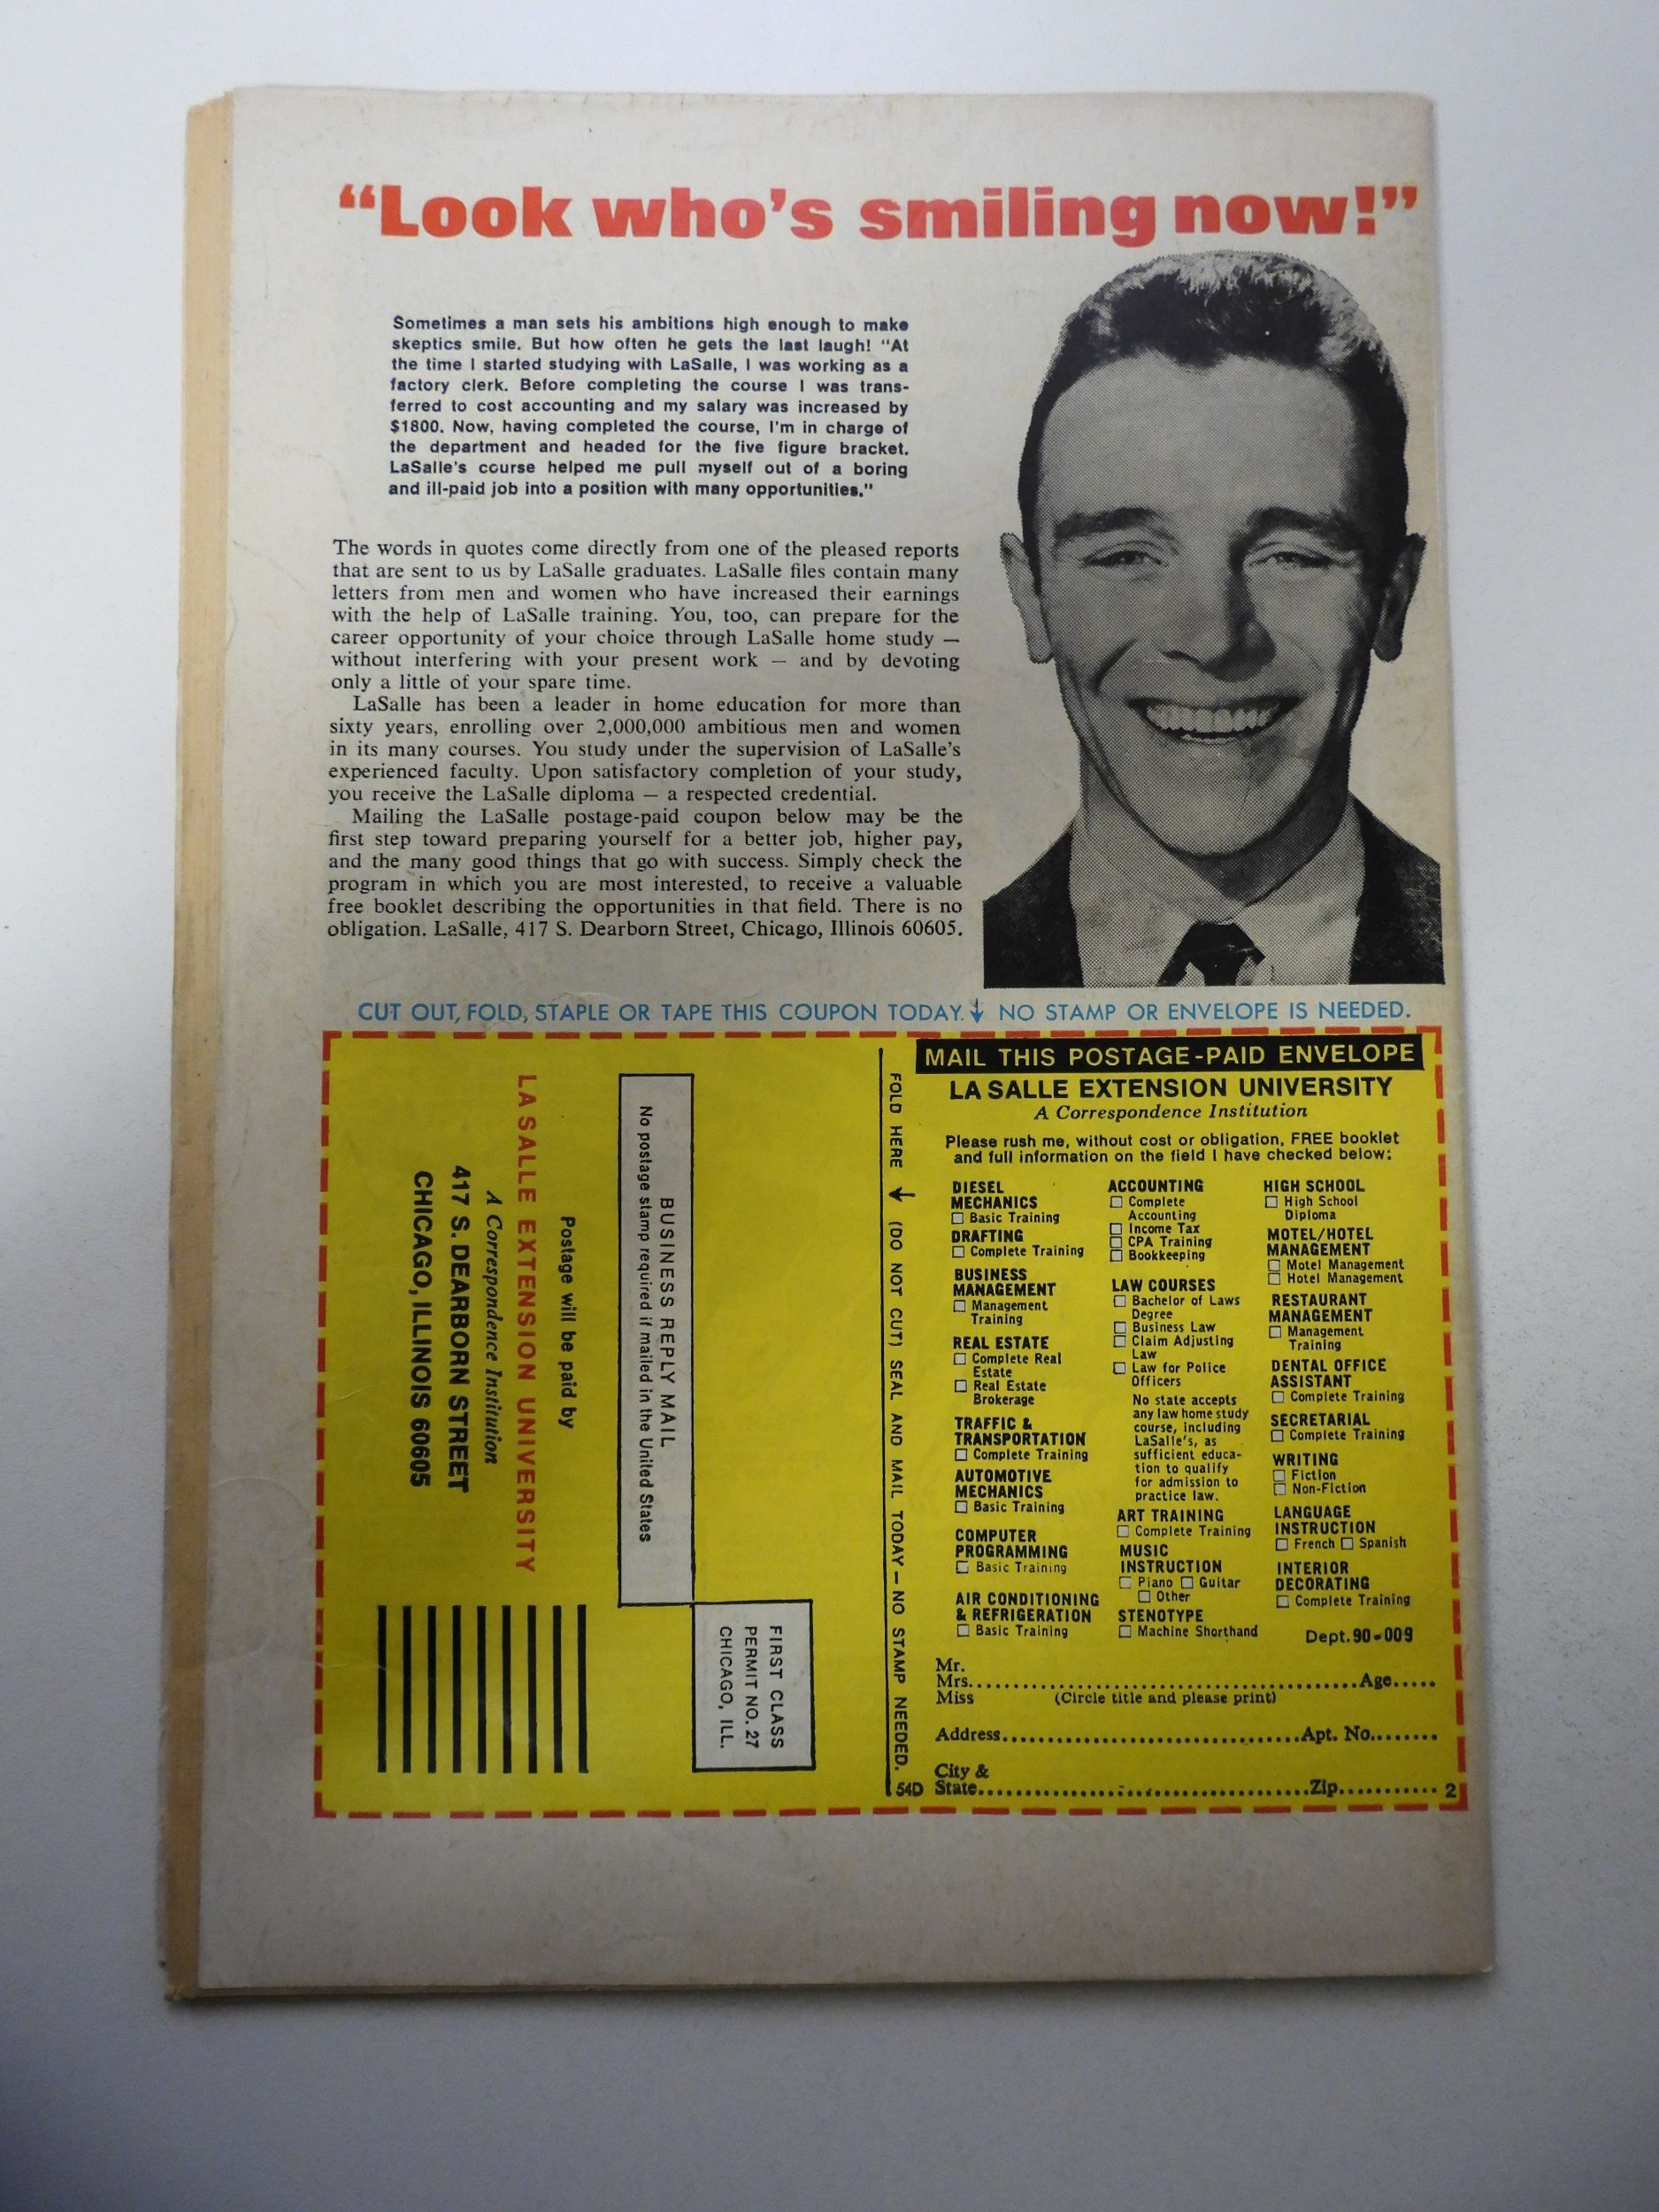 “Look who's smiling now!”
Sometimes a man sets his ambitions high enough to make
skeptics smile. But how often he gets the last laugh! “At
the time I started studying with LaSalle, I was working as a
factory clerk. Before completing the course I was trans-
ferred to cost accounting and my salary was increased by
$1800. Now, having completed the course, I'm in charge of
the department and headed for the five figure bracket.
LaSalle's course helped me pull myself out of a boring
and ill-paid job into a position with many opportunities.”
The words in quotes come directly from one of the pleased reports
that are sent to us by LaSalle graduates. LaSalle files contain many
letters from men and women who have increased their earnings
with the help of LaSalle training. You, too, can prepare for the
career opportunity of your choice through LaSalle home study —
without interfering with your present work — and by devoting
only a little of your spare time.
LaSalle has been a leader in home education for more than
sixty years, enrolling over 2,000,000 ambitious men and women
in its many courses. You study under the supervision of LaSalle's
experienced faculty. Upon satisfactory completion of your study,
you receive the LaSalle diploma — a respected credential.
Mailing the LaSalle postage-paid coupon below may be the
first step toward preparing yourself for a better job, higher pay,
and the many good things that go with success. Simply check the
program in which you are most interested, to receive a valuable
free booklet describing the opportunities in that field. There is no
obligation. LaSalle, 417 S. Dearborn Street, Chicago, Illinois 60605.
CUT OUT, FOLD, STAPLE OR TAPE THIS COUPON TODAY. NO STAMP OR ENVELOPE IS NEEDED.
FIRST CLASS
PERMIT NO. 27
CHICAGO, ILL.
BUSINESS REPLY MAIL
No postage stamp required if mailed in the United States
Postage will be paid by
LA SALLE EXTENSION UNIVERSITY
A Correspondence Institution
417 S. DEARBORN STREET
CHICAGO, ILLINOIS 60605
FOLD HERE (DO NOT CUT) SEAL AND MAIL TODAY — NO STAMP NEEDED.
54D
MAIL THIS POSTAGE-PAID ENVELOPE
LA SALLE EXTENSION UNIVERSITY
A Correspondence Institution
Please rush me, without cost or obligation, FREE booklet
and full information on the field I have checked below:
DIESEL
MECHANICS
☐ Basic Training
DRAFTING
☐ Complete Training
BUSINESS
MANAGEMENT
☐ Management
Training
REAL ESTATE
☐ Complete Real
Estate
☐ Real Estate
Brokerage
TRAFFIC &
TRANSPORTATION
☐ Complete Training
AUTOMOTIVE
MECHANICS
☐ Basic Training
COMPUTER
PROGRAMMING
☐ Basic Training
AIR CONDITIONING
& REFRIGERATION
☐ Basic Training
ACCOUNTING
☐ Complete
Accounting
☐ Income Tax
☐ CPA Training
☐ Bookkeeping
LAW COURSES
☐ Bachelor of Laws
Degree
☐ Business Law
☐ Claim Adjusting
Law
☐ Law for Police
Officers
No state accepts
any law home study
course, including
LaSalle's, as
sufficient educa-
tion to qualify
for admission to
practice law.
ART TRAINING
☐ Complete Training
MUSIC
INSTRUCTION
☐ Piano ☐ Guitar
☐ Other
STENOTYPE
☐ Machine Shorthand
HIGH SCHOOL
☐ High School
Diploma
MOTEL/HOTEL
MANAGEMENT
☐ Motel Management
☐ Hotel Management
RESTAURANT
MANAGEMENT
☐ Management
Training
DENTAL OFFICE
ASSISTANT
☐ Complete Training
SECRETARIAL
☐ Complete Training
WRITING
☐ Fiction
☐ Non-Fiction
LANGUAGE
INSTRUCTION
☐ French ☐ Spanish
INTERIOR
DECORATING
☐ Complete Training
Dept. 90-009
Mr.
Mrs. Age
Miss (Circle title and please print)
Address Apt. No.
City &
State Zip 2